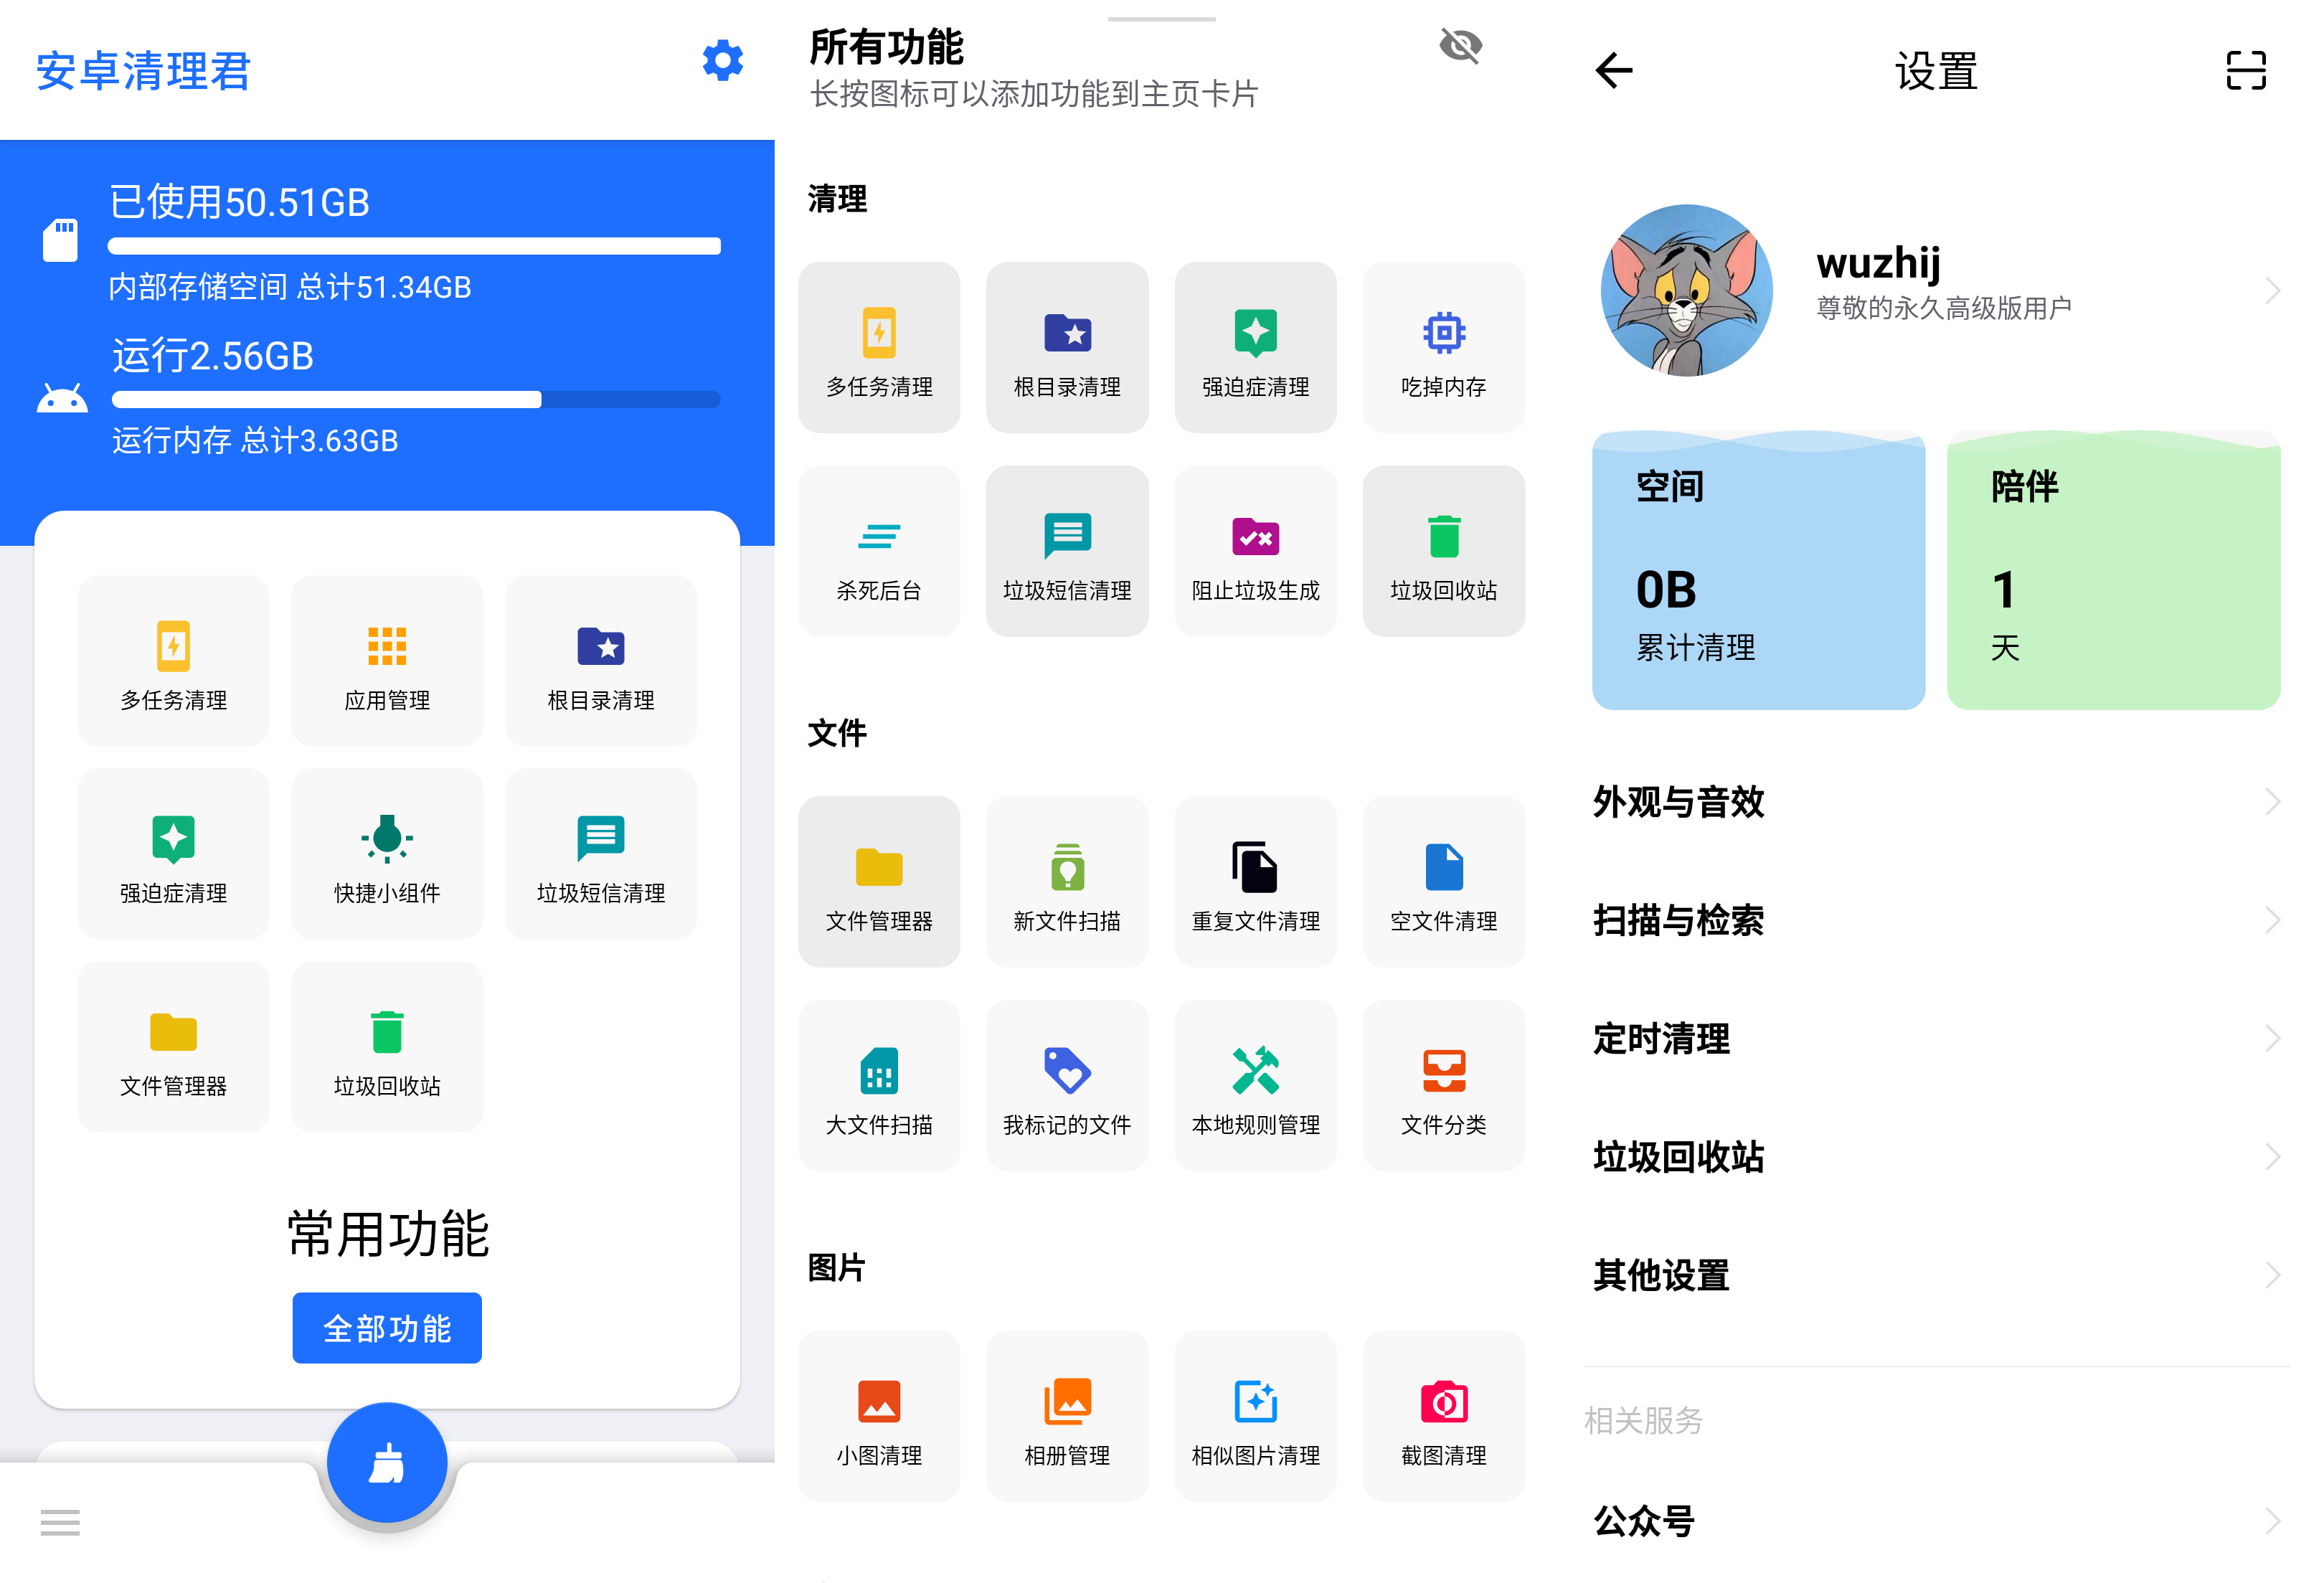 安卓清理君
已使用50.51GB
内部存储空间 总计51.34GB
运行2.56GB
运行内存 总计3.63GB
多任务清理
应用管理
根目录清理
强迫症清理
快捷小组件
垃圾短信清理
文件管理器
垃圾回收站
常用功能
全部功能
所有功能
长按图标可以添加功能到主页卡片
清理
多任务清理
根目录清理
强迫症清理
吃掉内存
杀死后台
垃圾短信清理
阻止垃圾生成
垃圾回收站
文件
文件管理器
新文件扫描
重复文件清理
空文件清理
大文件扫描
我标记的文件
本地规则管理
文件分类
图片
小图清理
相册管理
相似图片清理
截图清理
设置
wuzhij
尊敬的永久高级版用户
空间
0B
累计清理
陪伴
1
天
外观与音效
扫描与检索
定时清理
垃圾回收站
其他设置
相关服务
公众号